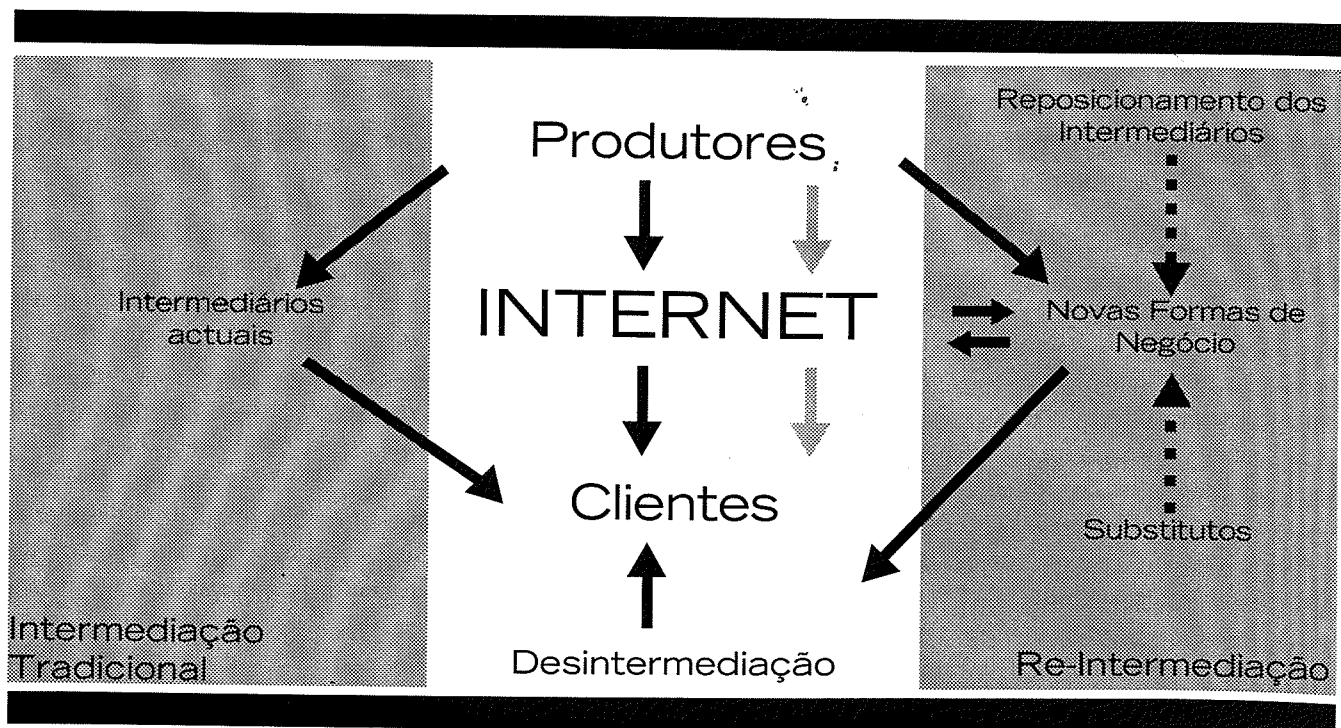 Reposicionamento dos
Intermediários
Produtores
Intermediários
actuais
INTERNET
Novas Formas de
Negócio
Clientes
Substitutos
Intermediação
Tradicional
Desintermediação
Re-Intermediação